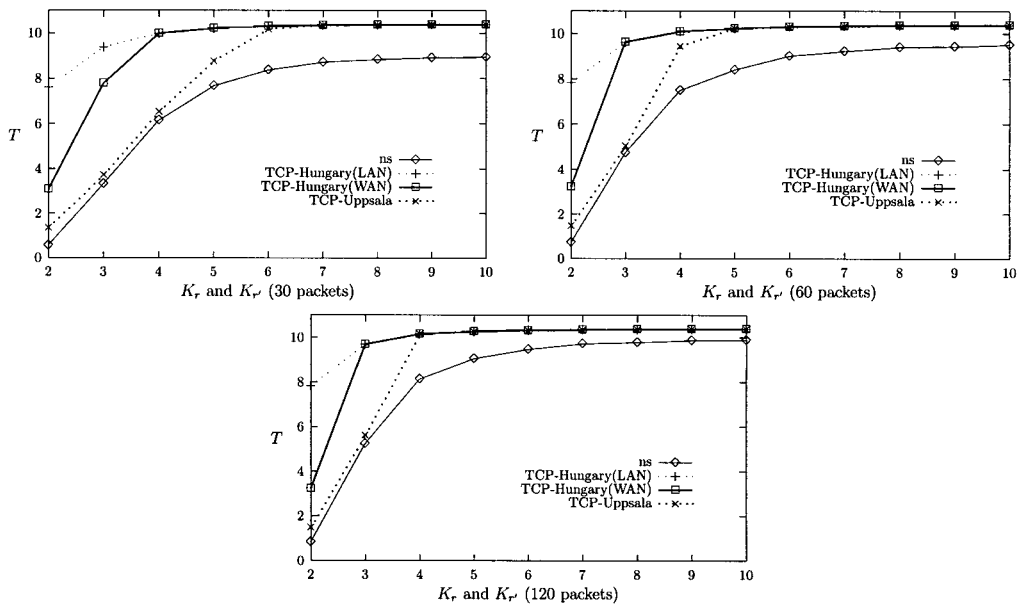 10
8
6
T
4
2
0
ns
TCP-Hungary(LAN)
TCP-Hungary(WAN)
TCP-Uppsala
2 3 4 5 6 7 8 9 10
K_r and K_{r'} (30 packets)
10
8
6
T
4
2
0
ns
TCP-Hungary(LAN)
TCP-Hungary(WAN)
TCP-Uppsala
2 3 4 5 6 7 8 9 10
K_r and K_{r'} (60 packets)
10
8
6
T
4
2
0
ns
TCP-Hungary(LAN)
TCP-Hungary(WAN)
TCP-Uppsala
2 3 4 5 6 7 8 9 10
K_r and K_{r'} (120 packets)